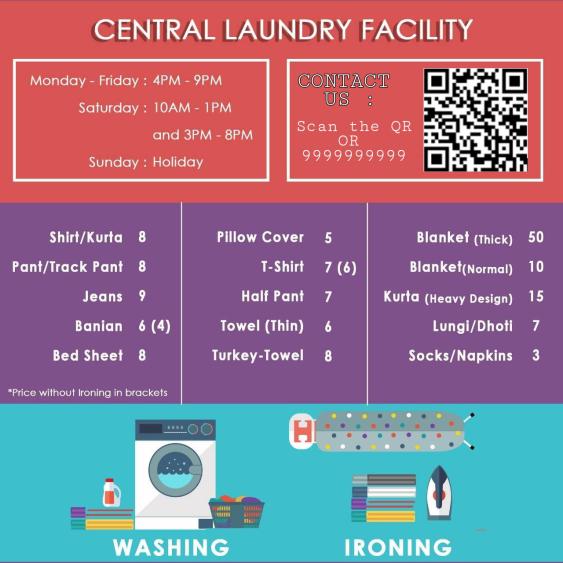 CENTRAL LAUNDRY FACILITY
Monday - Friday : 4PM - 9PM
Saturday : 10AM - 1PM
and 3PM - 8PM
Sunday : Holiday
CONTACT
US :
Scan the QR
OR
9999999999
Shirt/Kurta 8
Pant/Track Pant 8
Jeans 9
Banian 6 (4)
Bed Sheet 8
*Price without Ironing in brackets
Pillow Cover 5
T-Shirt 7 (6)
Half Pant 7
Towel (Thin) 6
Turkey-Towel 8
Blanket (Thick) 50
Blanket(Normal) 10
Kurta (Heavy Design) 15
Lungi/Dhoti 7
Socks/Napkins 3
WASHING
IRONING